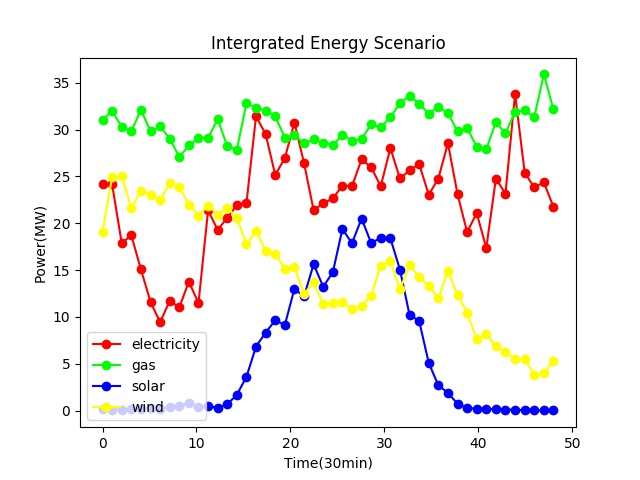 Intergrated Energy Scenario
Power(MW)
35
30
25
20
15
10
5
0
electricity
gas
solar
wind
0 10 20 30 40 50
Time(30min)